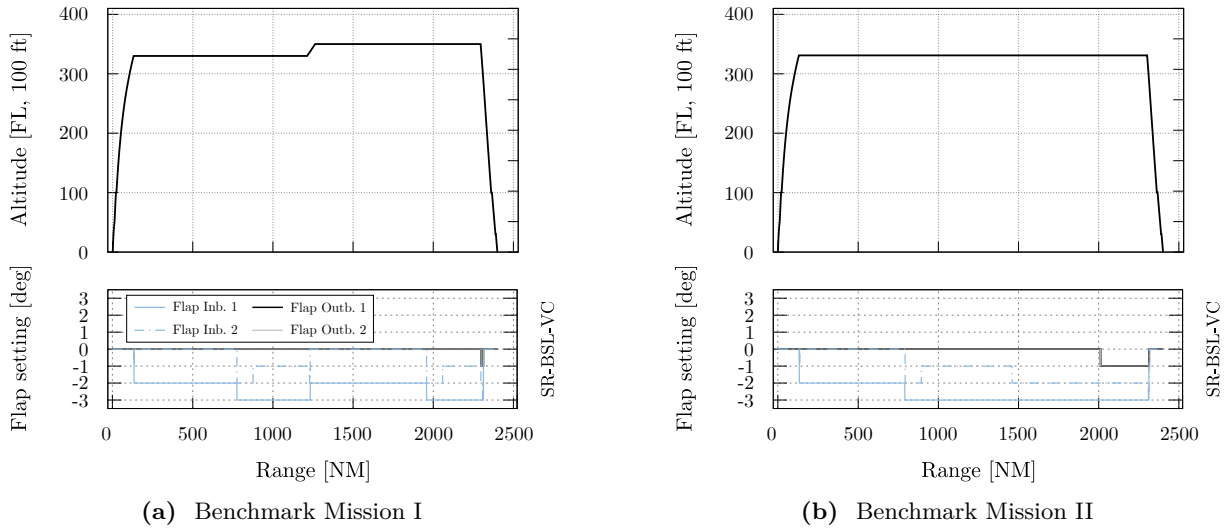 Altitude [FL, 100 ft]
400
300
200
100
0
Flap setting [deg]
3
2
1
0
-1
-2
-3
Flap Inb. 1
Flap Outb. 1
Flap Inb. 2
Flap Outb. 2
SR-BSL-VC
0 500 1000 1500 2000 2500
Range [NM]
(a) Benchmark Mission I
Altitude [FL, 100 ft]
400
300
200
100
0
Flap setting [deg]
3
2
1
0
-1
-2
-3
SR-BSL-VC
0 500 1000 1500 2000 2500
Range [NM]
(b) Benchmark Mission II